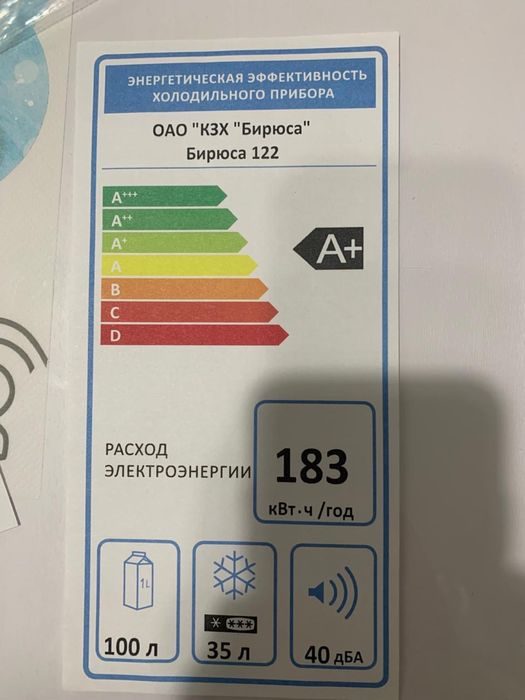 ЭНЕРГЕТИЧЕСКАЯ ЭФФЕКТИВНОСТЬ
ХОЛОДИЛЬНОГО ПРИБОРА
ОАО "КЗХ "Бирюса"
Бирюса 122
A+++
A++
A+
A
B
C
D
A+
РАСХОД
ЭЛЕКТРОЭНЕРГИИ
183
кВт·ч /год
1L
100 л
35 л
40 дБА